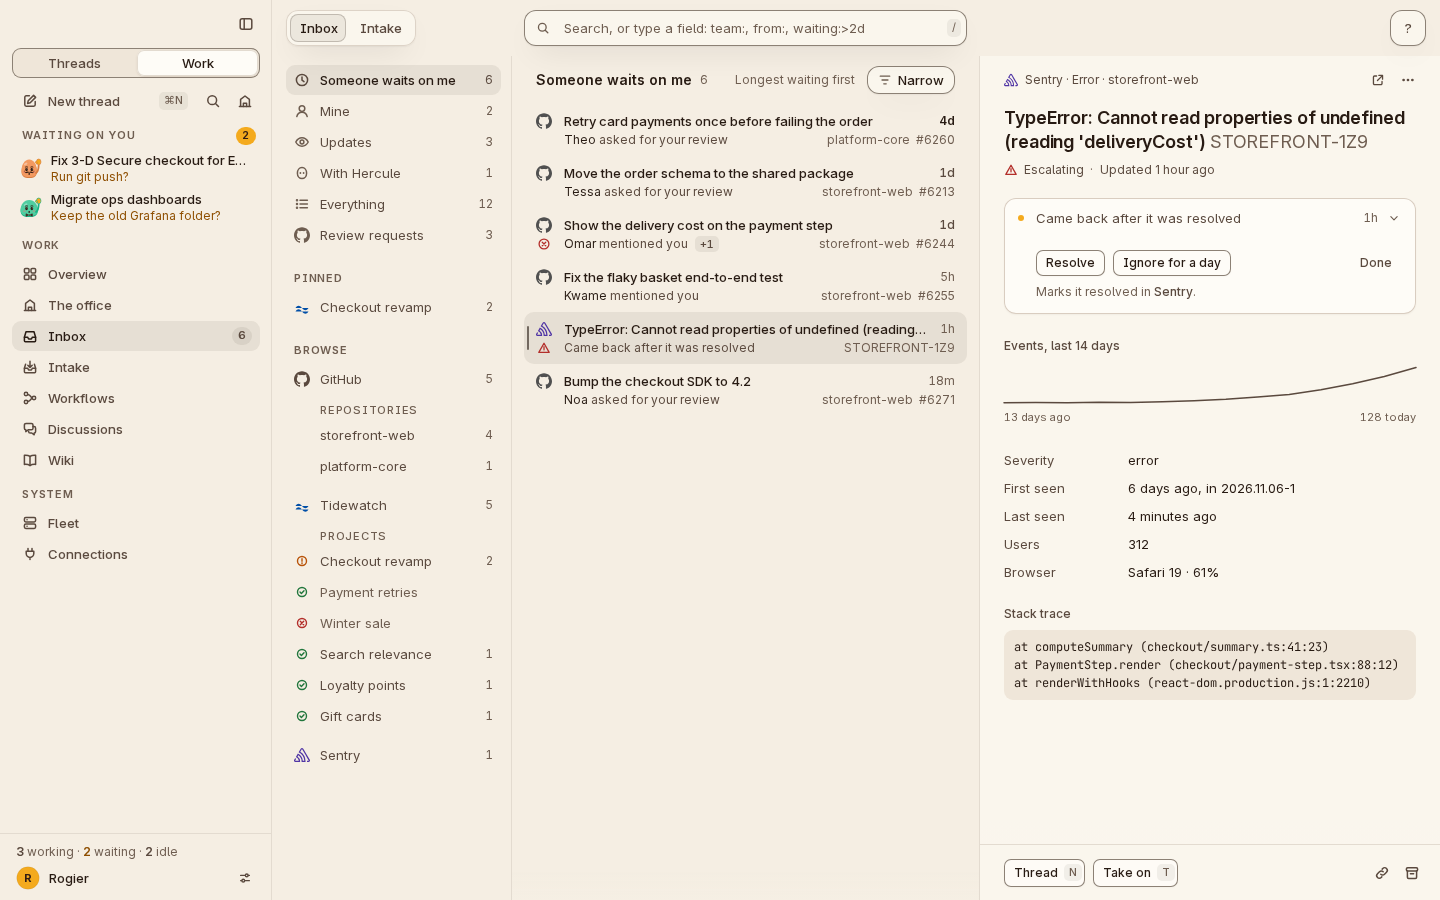 Threads
Work
New thread
⌘N
WAITING ON YOU
2
Fix 3-D Secure checkout for E…
Run git push?
Migrate ops dashboards
Keep the old Grafana folder?
WORK
Overview
The office
Inbox
6
Intake
Workflows
Discussions
Wiki
SYSTEM
Fleet
Connections
3 working · 2 waiting · 2 idle
R
Rogier
Inbox
Intake
Someone waits on me
6
Mine
2
Updates
3
With Hercule
1
Everything
12
Review requests
3
PINNED
Checkout revamp
2
BROWSE
GitHub
5
REPOSITORIES
storefront-web
4
platform-core
1
Tidewatch
5
PROJECTS
Checkout revamp
2
Payment retries
Winter sale
Search relevance
1
Loyalty points
1
Gift cards
1
Sentry
1
Search, or type a field: team:, from:, waiting:>2d
/
?
Someone waits on me 6
Longest waiting first
Narrow
Retry card payments once before failing the order
4d
Theo asked for your review
platform-core #6260
Move the order schema to the shared package
1d
Tessa asked for your review
storefront-web #6213
Show the delivery cost on the payment step
1d
Omar mentioned you +1
storefront-web #6244
Fix the flaky basket end-to-end test
5h
Kwame mentioned you
storefront-web #6255
TypeError: Cannot read properties of undefined (reading…
1h
Came back after it was resolved
STOREFRONT-1Z9
Bump the checkout SDK to 4.2
18m
Noa asked for your review
storefront-web #6271
Sentry · Error · storefront-web
TypeError: Cannot read properties of undefined
(reading 'deliveryCost') STOREFRONT-1Z9
Escalating · Updated 1 hour ago
Came back after it was resolved
1h
Resolve
Ignore for a day
Done
Marks it resolved in Sentry.
Events, last 14 days
13 days ago
128 today
Severity
error
First seen
6 days ago, in 2026.11.06-1
Last seen
4 minutes ago
Users
312
Browser
Safari 19 · 61%
Stack trace
at computeSummary (checkout/summary.ts:41:23)
at PaymentStep.render (checkout/payment-step.tsx:88:12)
at renderWithHooks (react-dom.production.js:1:2210)
Thread N
Take on T